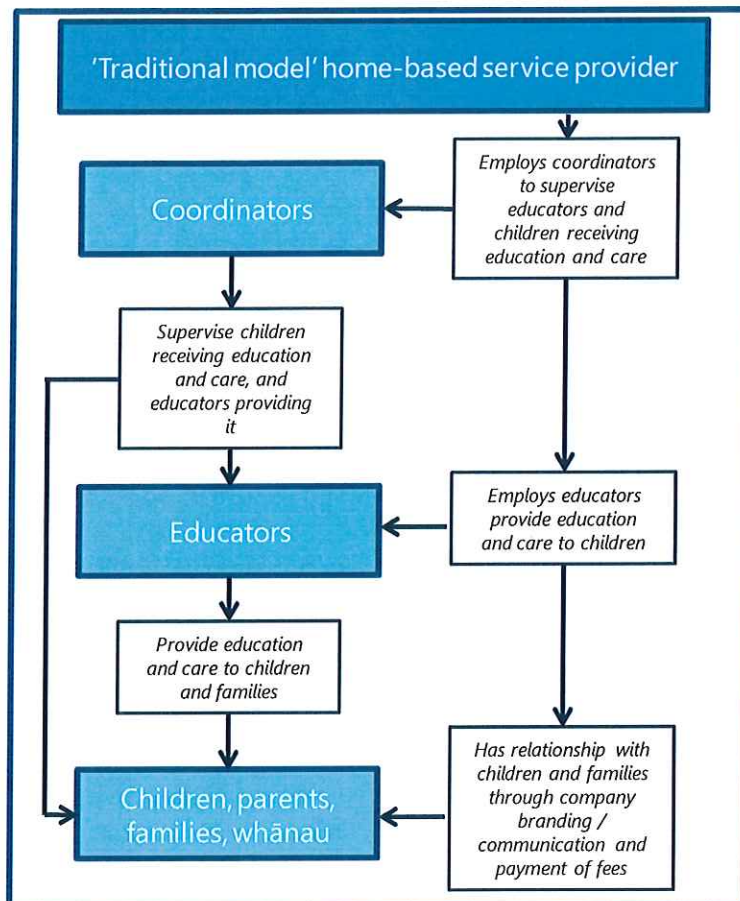 'Traditional model' home-based service provider
Employs coordinators
to supervise
educators and
children receiving
education and care
Coordinators
Supervise children
receiving education
and care, and
educators providing
it
Employs educators
provide education
and care to children
Educators
Provide education
and care to children
and families
Has relationship with
children and families
through company
branding /
communication and
payment of fees
Children, parents,
families, whānau